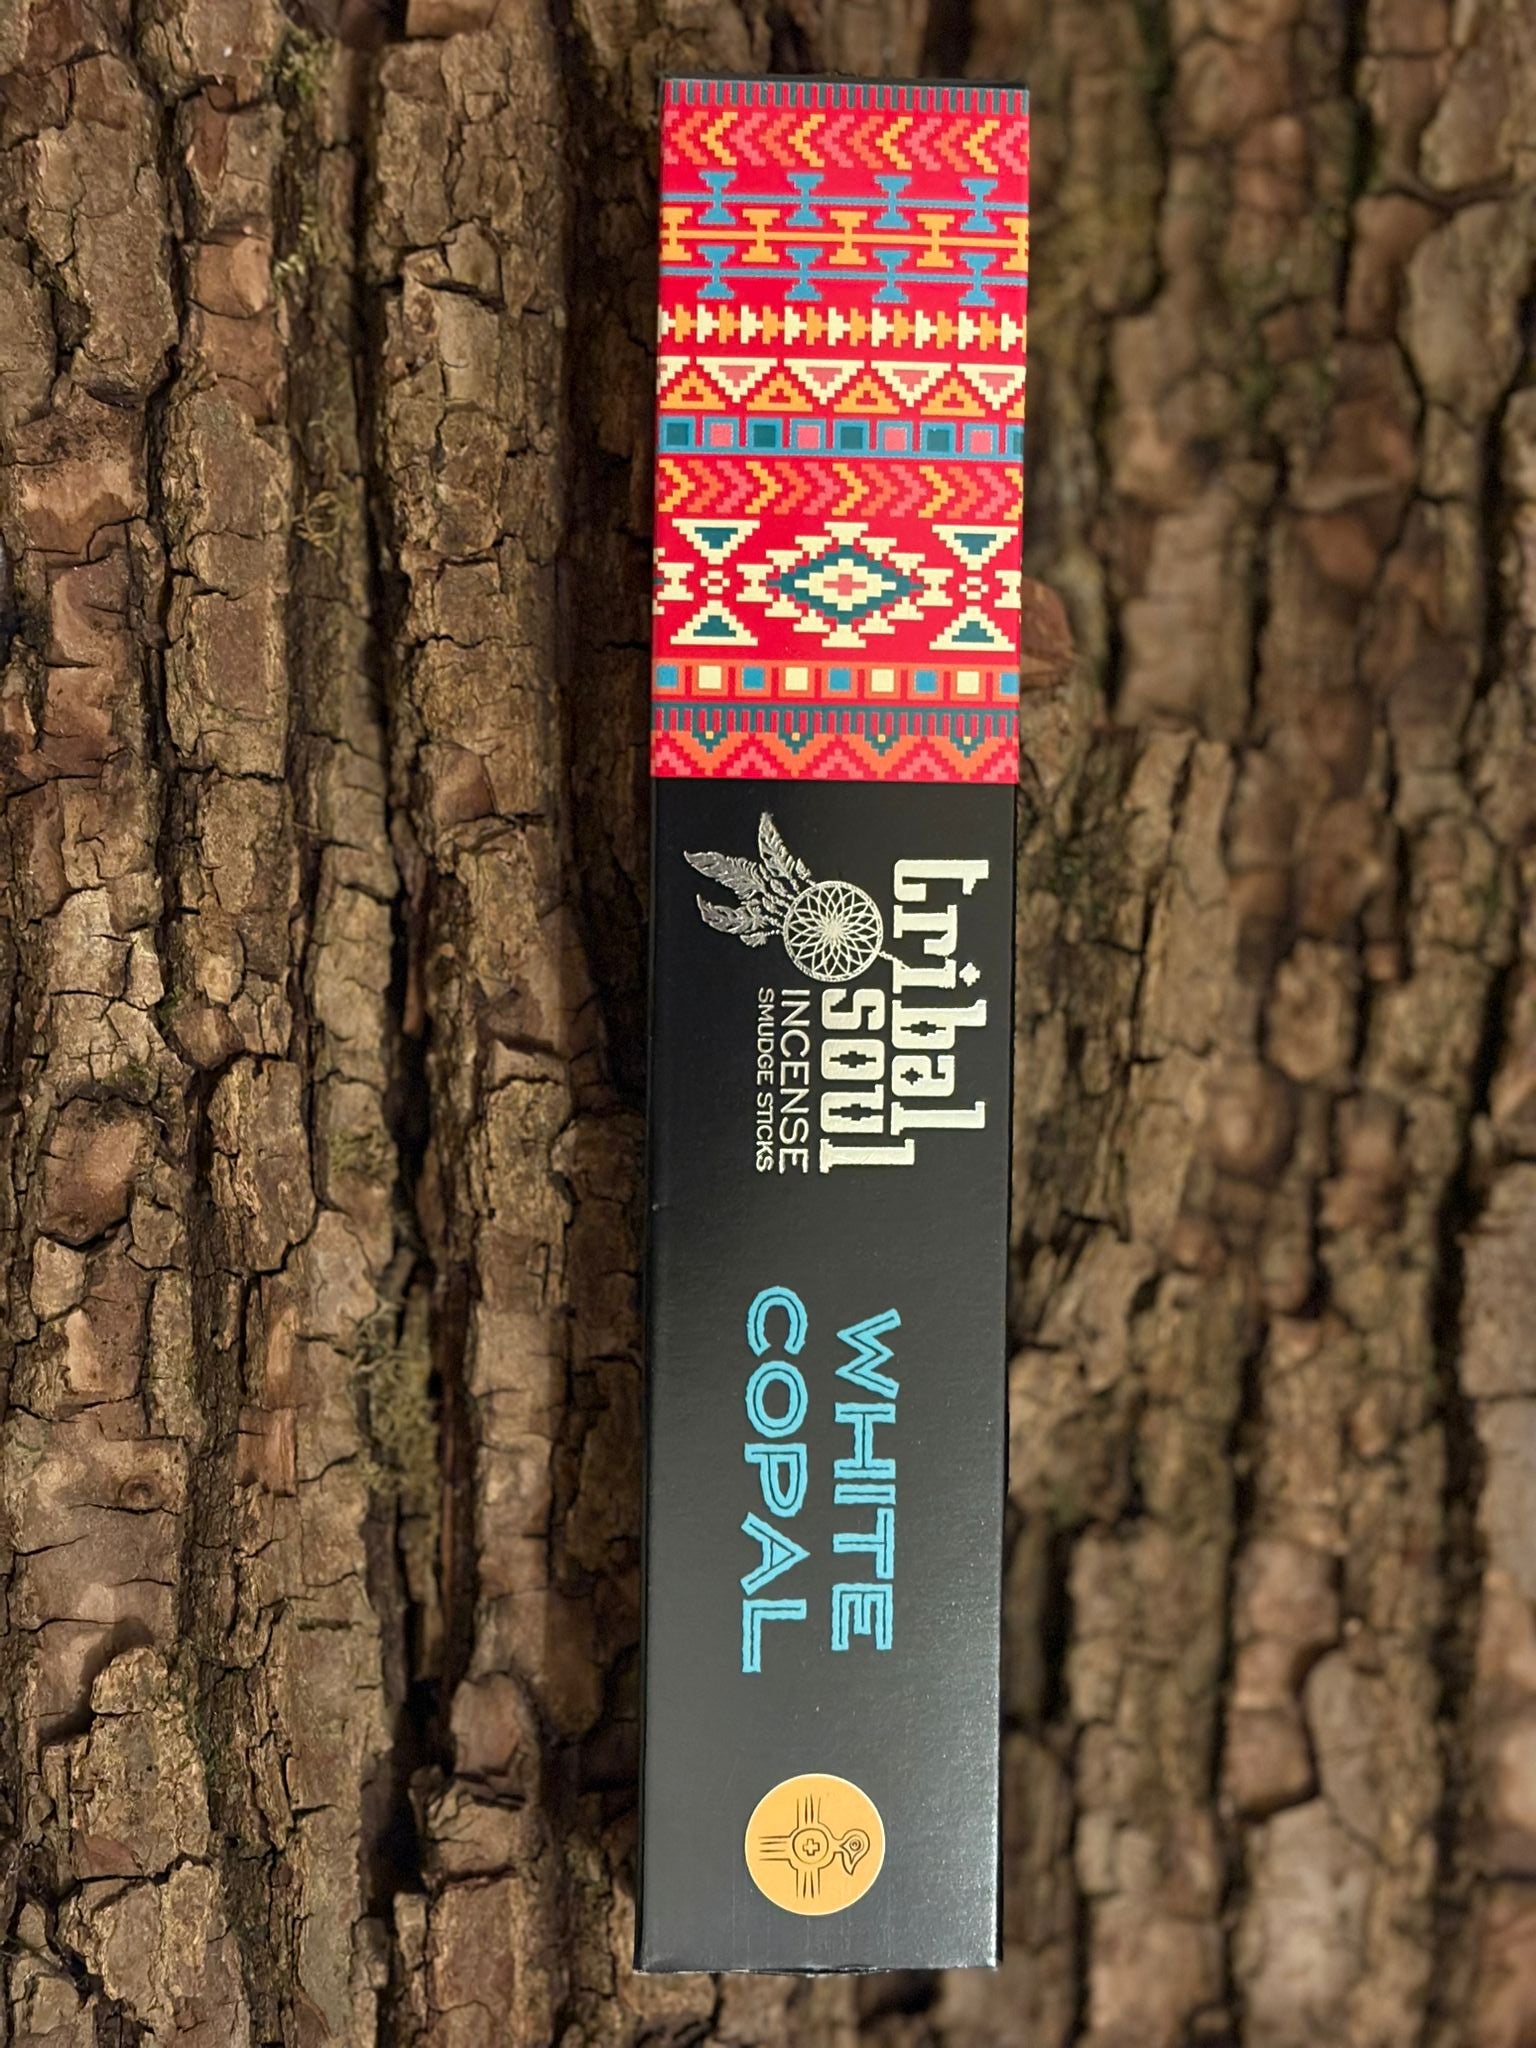 tribal
soul
INCENSE
SMUDGE STICKS
WHITE
COPAL